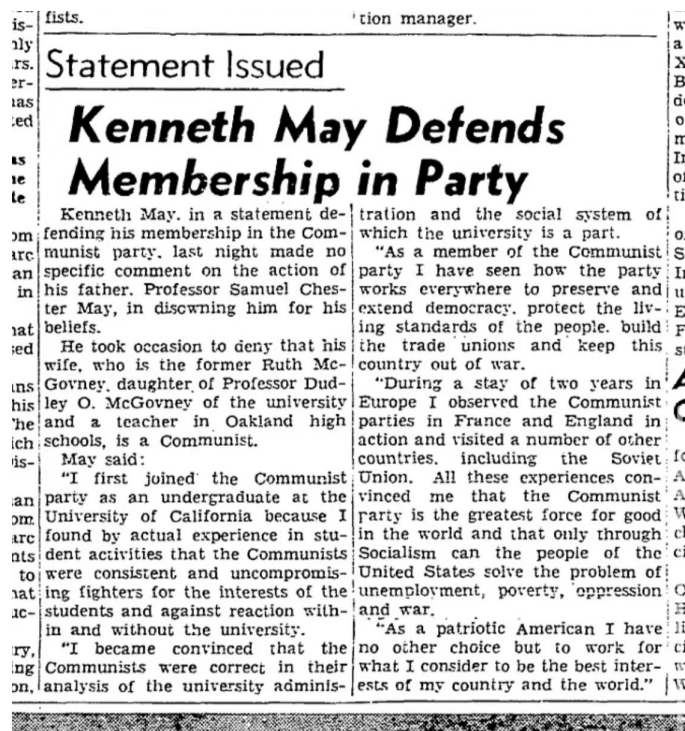 fists.
tion manager.
Statement Issued
Kenneth May Defends
Membership in Party
Kenneth May. in a statement de-
fending his membership in the Com-
munist party. last night made no
specific comment on the action of
his father. Professor Samuel Ches-
ter May, in disowning him for his
beliefs.
He took occasion to deny that his
wife, who is the former Ruth Mc-
Govney. daughter of Professor Dud-
ley O. McGovney of the university
and a teacher in Oakland high
schools, is a Communist.
May said:
"I first joined the Communist
party as an undergraduate at the
University of California because I
found by actual experience in stu-
dent activities that the Communists
were consistent and uncompromis-
ing fighters for the interests of the
students and against reaction with-
in and without the university.
"I became convinced that the
Communists were correct in their
analysis of the university adminis-
tration and the social system of
which the university is a part.
"As a member of the Communist
party I have seen how the party
works everywhere to preserve and
extend democracy. protect the liv-
ing standards of the people. build
the trade unions and keep this
country out of war.
"During a stay of two years in
Europe I observed the Communist
parties in France and England in
action and visited a number of other
countries. including the Soviet
Union. All these experiences con-
vinced me that the Communist
party is the greatest force for good
in the world and that only through
Socialism can the people of the
United States solve the problem of
unemployment, poverty, oppression
and war.
"As a patriotic American I have
no other choice but to work for
what I consider to be the best inter-
ests of my country and the world."